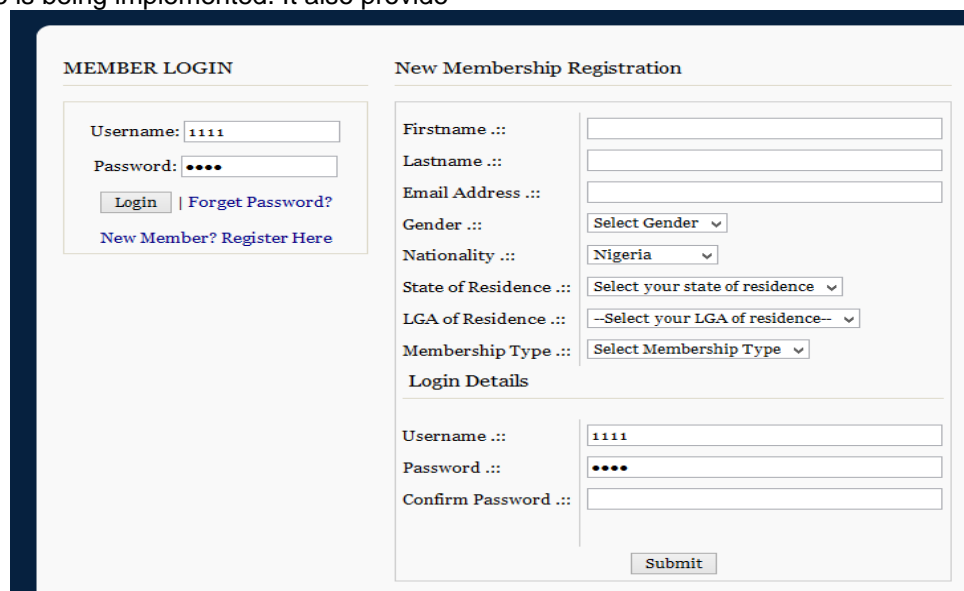 is being implemented. It also provide
MEMBER LOGIN
Username: 1111
Password: ●●●●
Login | Forget Password?
New Member? Register Here
New Membership Registration
Firstname .::
Lastname .::
Email Address .::
Gender .:: Select Gender
Nationality .:: Nigeria
State of Residence .:: Select your state of residence
LGA of Residence .:: --Select your LGA of residence--
Membership Type .:: Select Membership Type
Login Details
Username .:: 1111
Password .:: ●●●●
Confirm Password .::
Submit